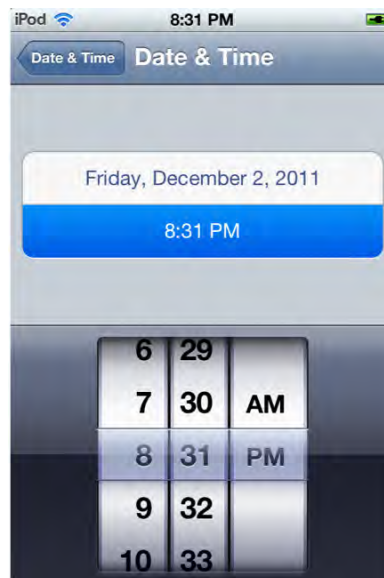 iPod 8:31 PM
Date & Time Date & Time
Friday, December 2, 2011
8:31 PM
6 29
7 30 AM
8 31 PM
9 32
10 33